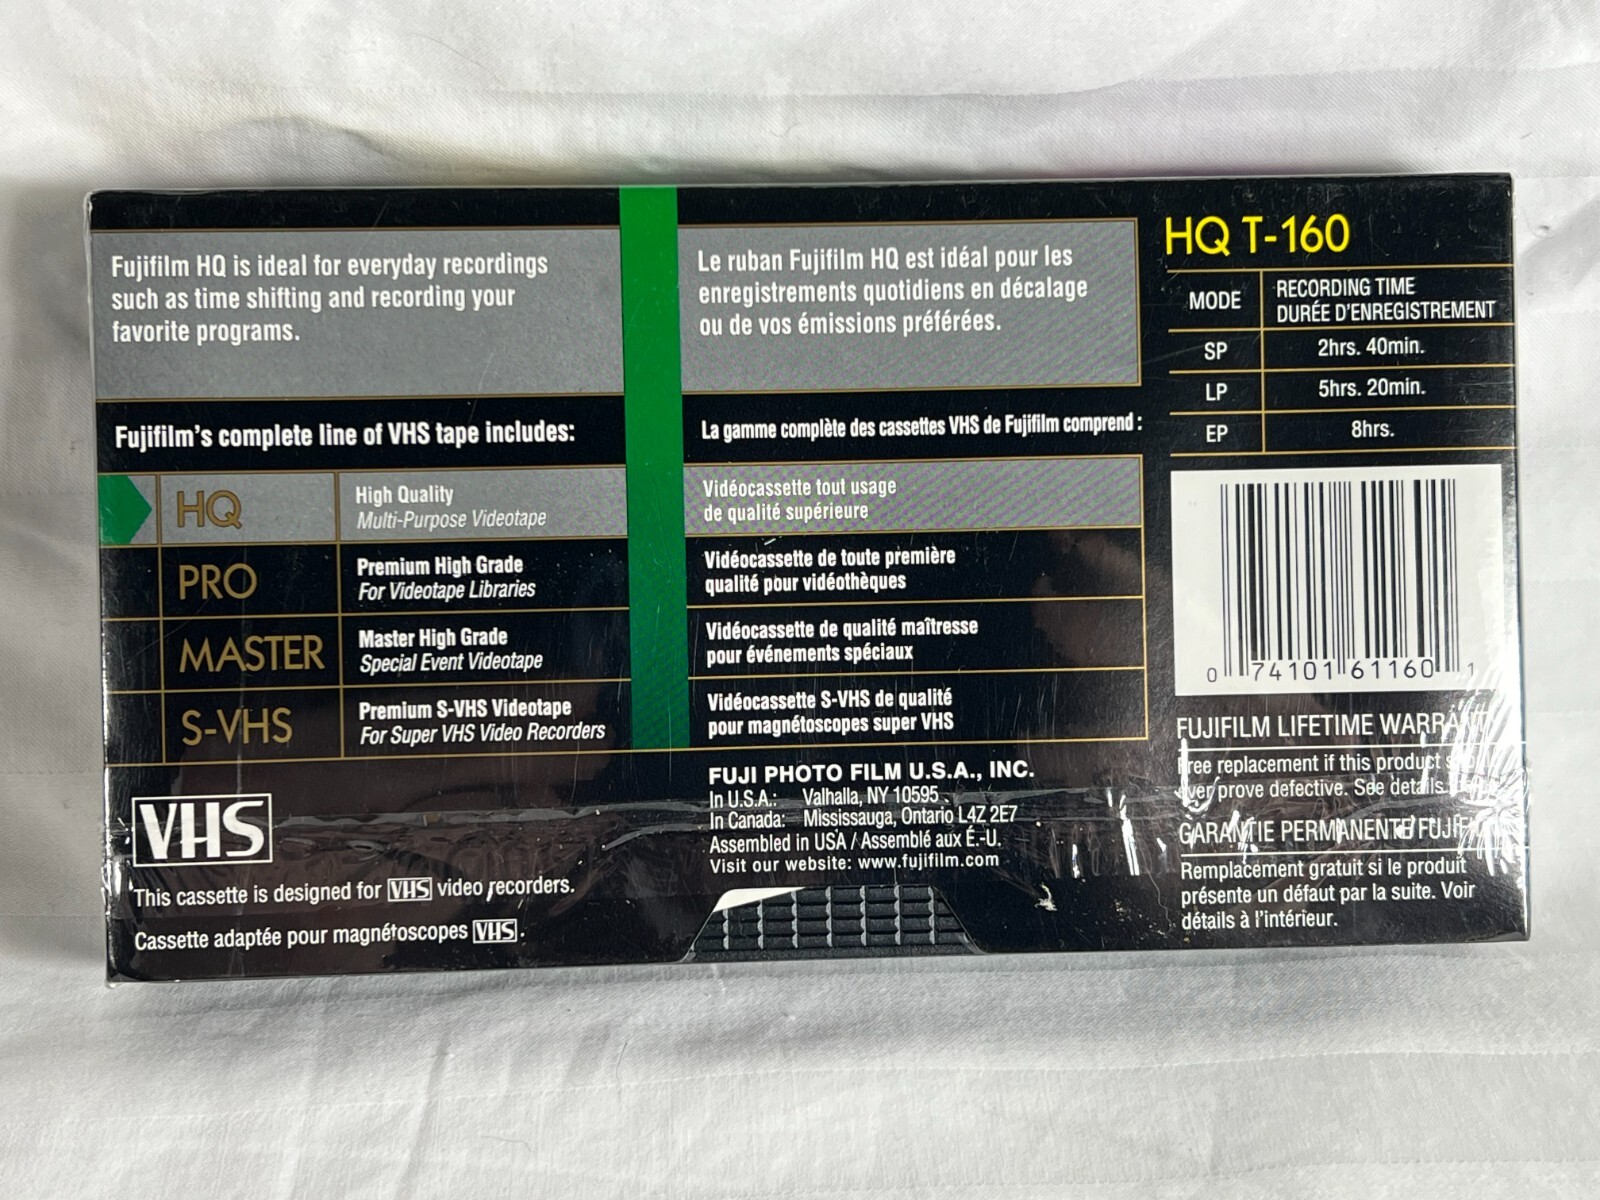 Fujifilm HQ is ideal for everyday recordings
such as time shifting and recording your
favorite programs.
Le ruban Fujifilm HQ est idéal pour les
enregistrements quotidiens en décalage
ou de vos émissions préférées.
HQ T-160
MODE
RECORDING TIME
DURÉE D'ENREGISTREMENT
SP 2hrs. 40min.
LP 5hrs. 20min.
EP 8hrs.
Fujifilm's complete line of VHS tape includes:
La gamme complète des cassettes VHS de Fujifilm comprend :
HQ
High Quality
Multi-Purpose Videotape
Vidéocassette tout usage
de qualité supérieure
PRO
Premium High Grade
For Videotape Libraries
Vidéocassette de toute première
qualité pour vidéothèques
MASTER
Master High Grade
Special Event Videotape
Vidéocassette de qualité maîtresse
pour événements spéciaux
S-VHS
Premium S-VHS Videotape
For Super VHS Video Recorders
Vidéocassette S-VHS de qualité
pour magnétoscopes super VHS
0 74101 61160 1
FUJI PHOTO FILM U.S.A., INC.
In U.S.A.: Valhalla, NY 10595
In Canada: Mississauga, Ontario L4Z 2E7
Assembled in USA / Assemblé aux É.-U.
Visit our website: www.fujifilm.com
VHS
This cassette is designed for VHS video recorders.
Cassette adaptée pour magnétoscopes VHS.
FUJIFILM LIFETIME WARRANTY
Free replacement if this product
ever prove defective. See details
GARANTIE PERMANENTE
Remplacement gratuit si le produit
présente un défaut par la suite. Voir
détails à l'intérieur.